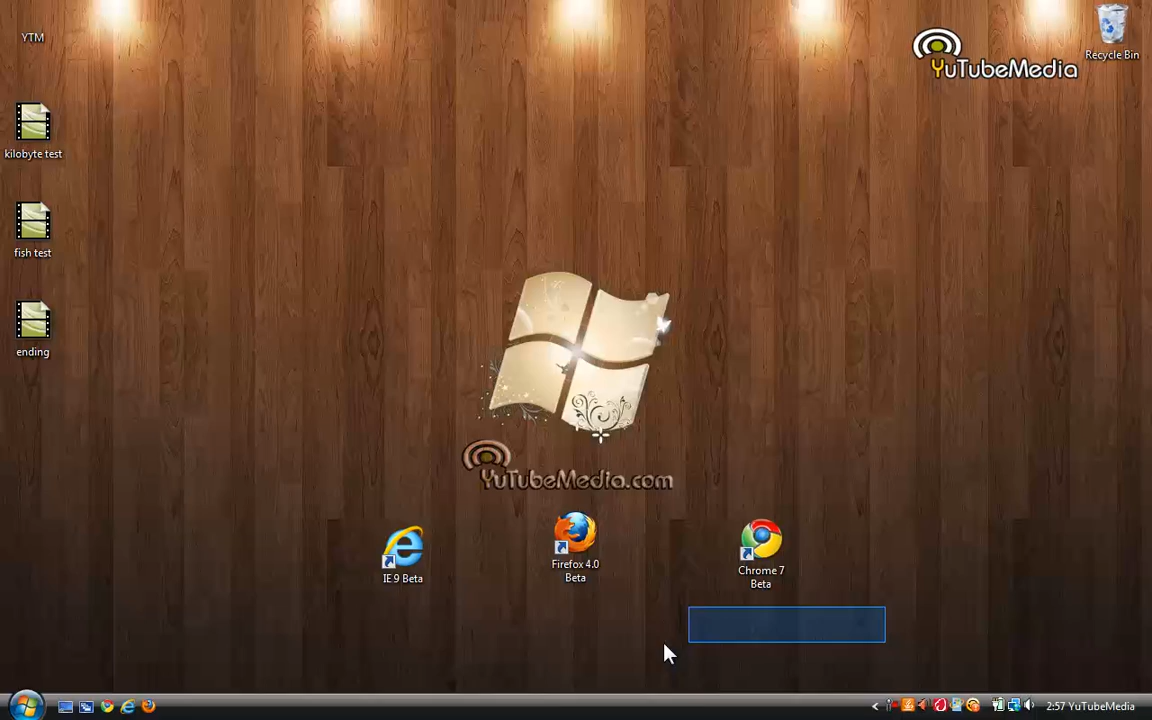 YTM
YuTubeMedia
Recycle Bin
kilobyte test
fish test
ending
YuTubeMedia.com
IE 9 Beta
Firefox 4.0
Beta
Chrome 7
Beta
2:57 YuTubeMedia